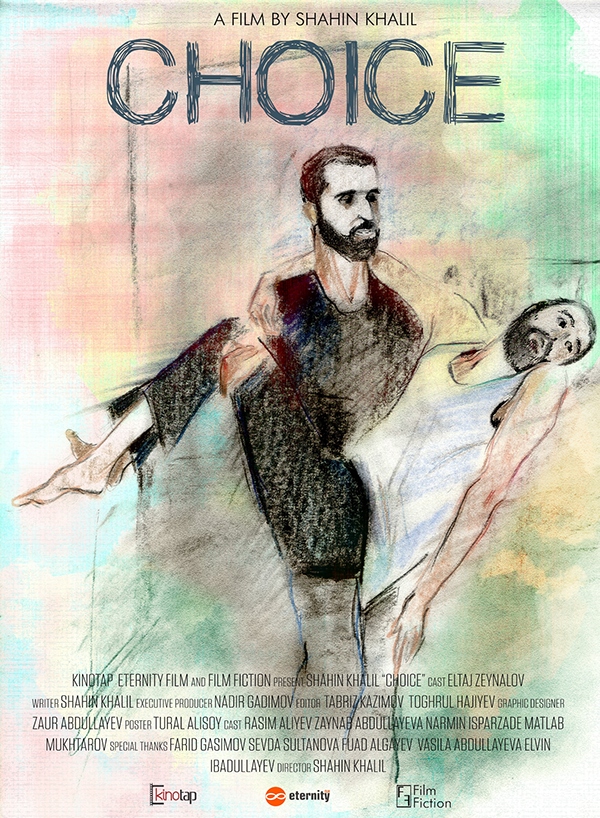 A FILM BY SHAHIN KHALIL
CHOICE
KINOTAP ETERNITY FILM AND FILM FICTION PRESENT SHAHIN KHALIL "CHOICE" CAST ELTAJ ZEYNALOV
WRITER SHAHIN KHALIL EXECUTIVE PRODUCER NADIR GADIMOV EDITOR TABRIZ KAZIMOV TOGHRUL HAJIYEV GRAPHIC DESIGNER
ZAUR ABDULLAYEV POSTER TURAL ALISOY CAST RASIM ALIYEV ZAYNAB ABDULLAYEVA NARMIN ISPARZADE MATLAB
MUKHTAROV SPECIAL THANKS FARID GASIMOV SEVDA SULTANOVA FUAD ALGAYEV VASILA ABDULLAYEVA ELVIN
IBADULLAYEV DIRECTOR SHAHIN KHALIL
kinotap eternity Film
Fiction